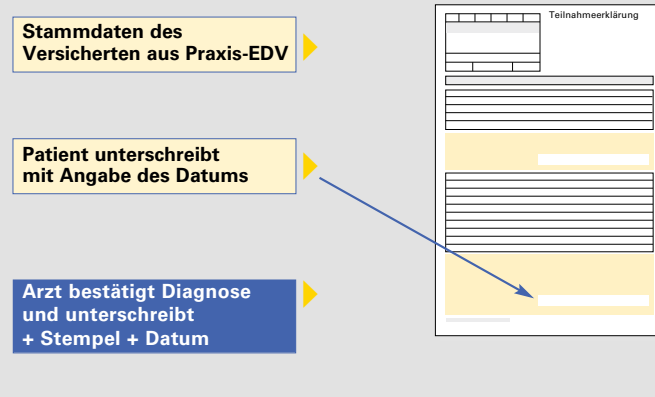 Stammdaten des
Versicherten aus Praxis-EDV
Teilnahmeerklärung
Patient unterschreibt
mit Angabe des Datums
Arzt bestätigt Diagnose
und unterschreibt
+ Stempel + Datum